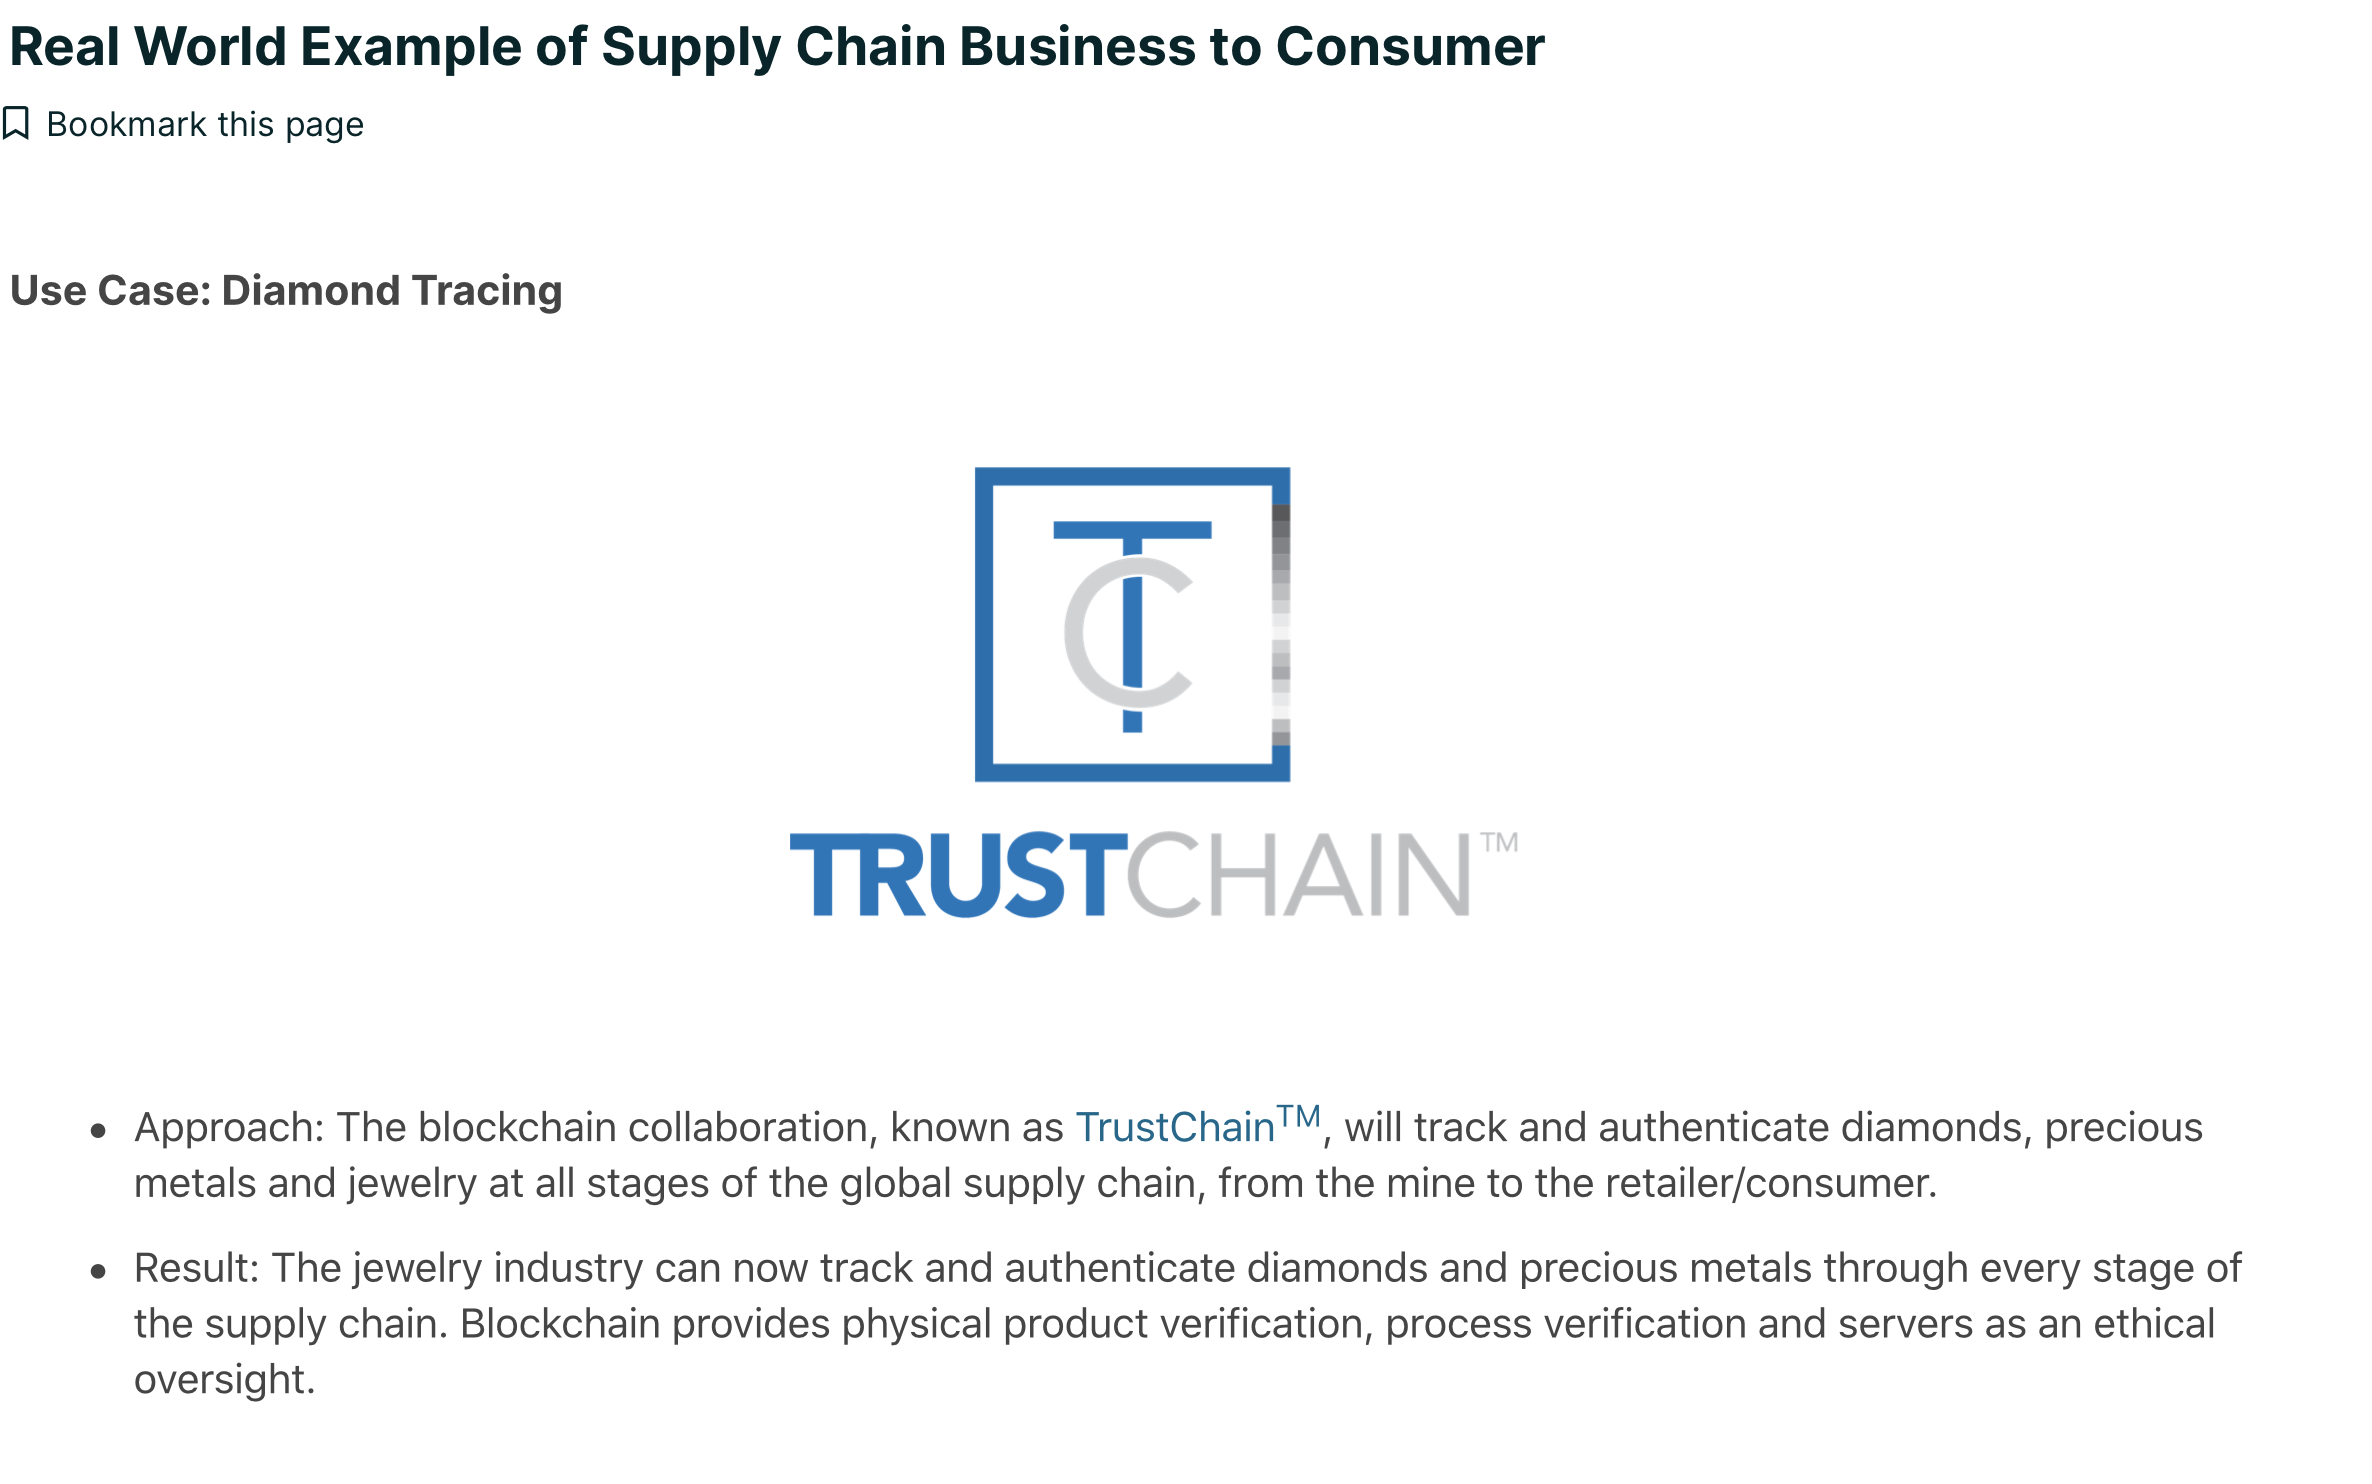 Real World Example of Supply Chain Business to Consumer
Bookmark this page
Use Case: Diamond Tracing
TC
TRUSTCHAIN™
• Approach: The blockchain collaboration, known as TrustChain™, will track and authenticate diamonds, precious
metals and jewelry at all stages of the global supply chain, from the mine to the retailer/consumer.
• Result: The jewelry industry can now track and authenticate diamonds and precious metals through every stage of
the supply chain. Blockchain provides physical product verification, process verification and servers as an ethical
oversight.